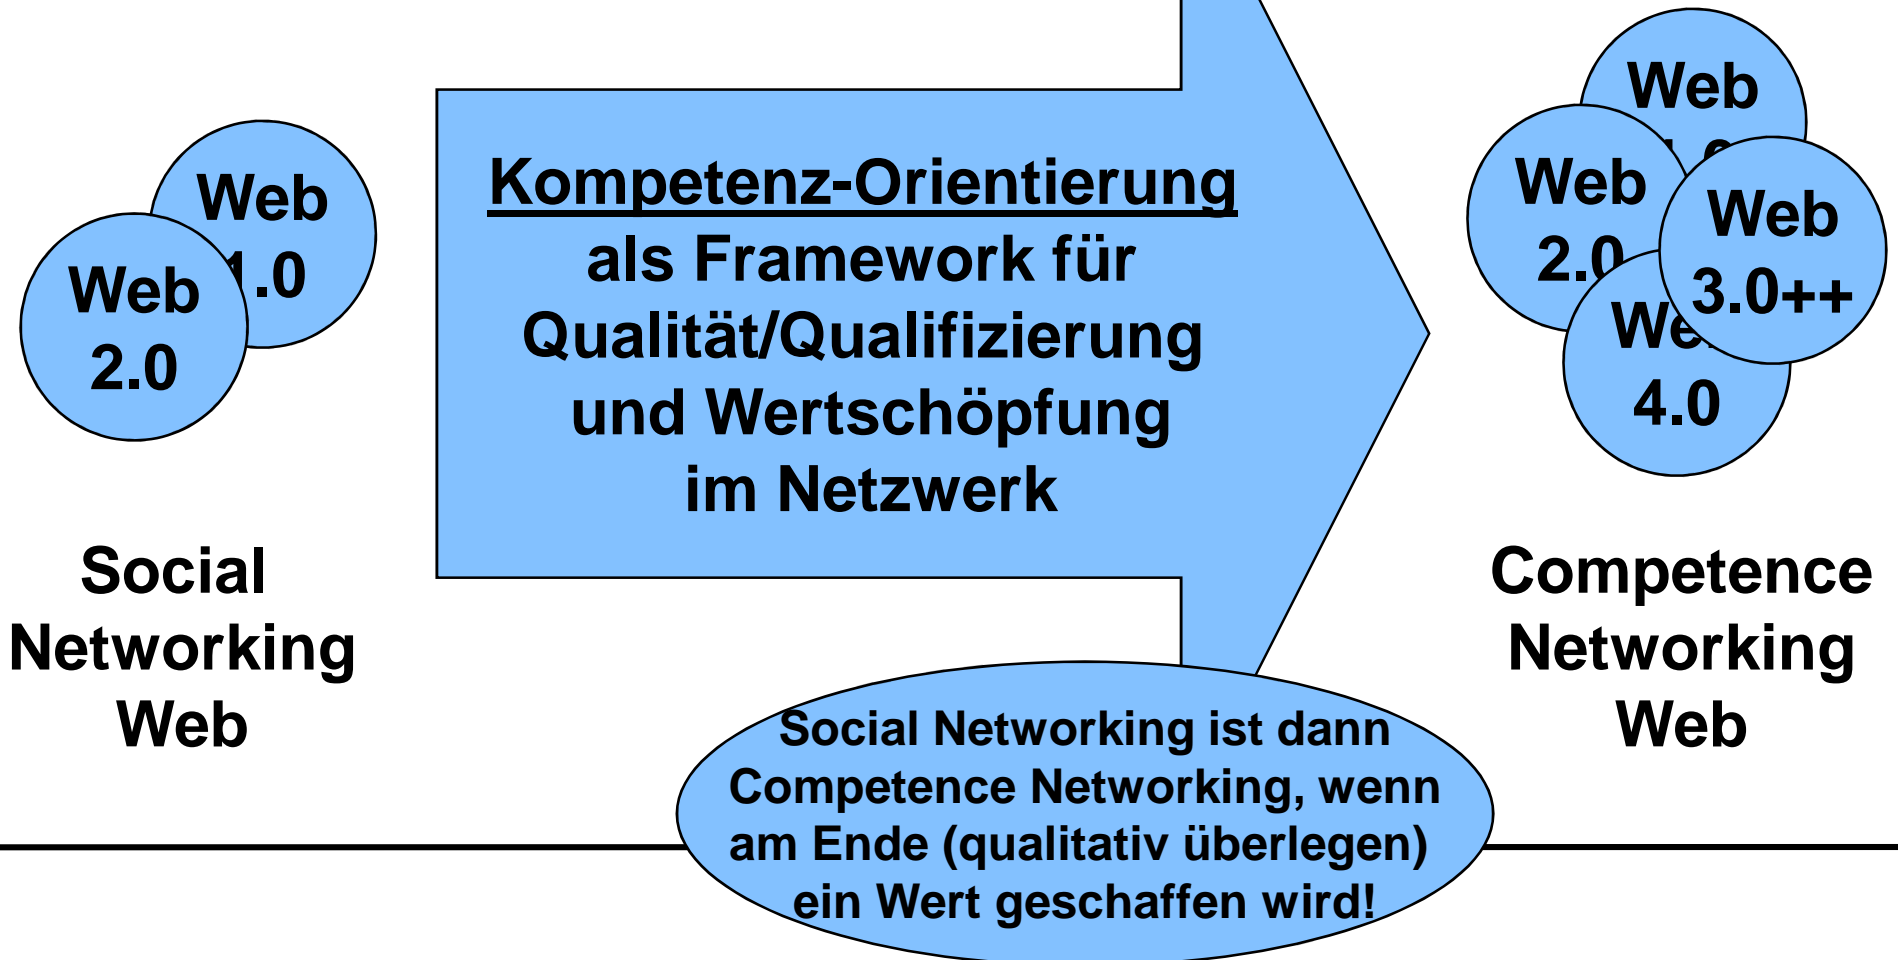 Web
1.0
Web
2.0
Social
Networking
Web
Kompetenz-Orientierung
als Framework für
Qualität/Qualifizierung
und Wertschöpfung
im Netzwerk
Social Networking ist dann
Competence Networking, wenn
am Ende (qualitativ überlegen)
ein Wert geschaffen wird!
Web
Web
2.0
Web
3.0++
4.0
Competence
Networking
Web